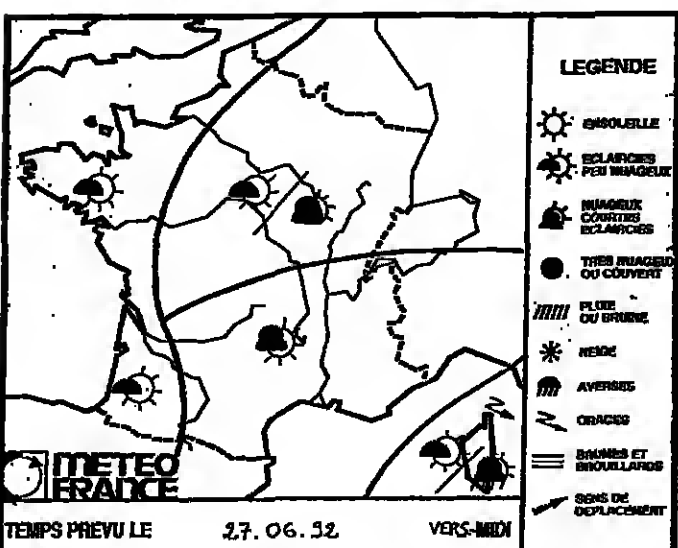 LEGENDE
ENSOLEILLE
ECLAIRCIES
PEU NUAGEUX
NUAGEUX
COURTES
ECLAIRCIES
TRES NUAGEUX
OU COUVERT
PLUIE
OU BRUINE
NEIGE
AVERSES
ORAGES
BRUMES ET
BROUILLARDS
SENS DE
DEPLACEMENT
METEO
FRANCE
TEMPS PREVU LE 27.06.92 VERS MIDI